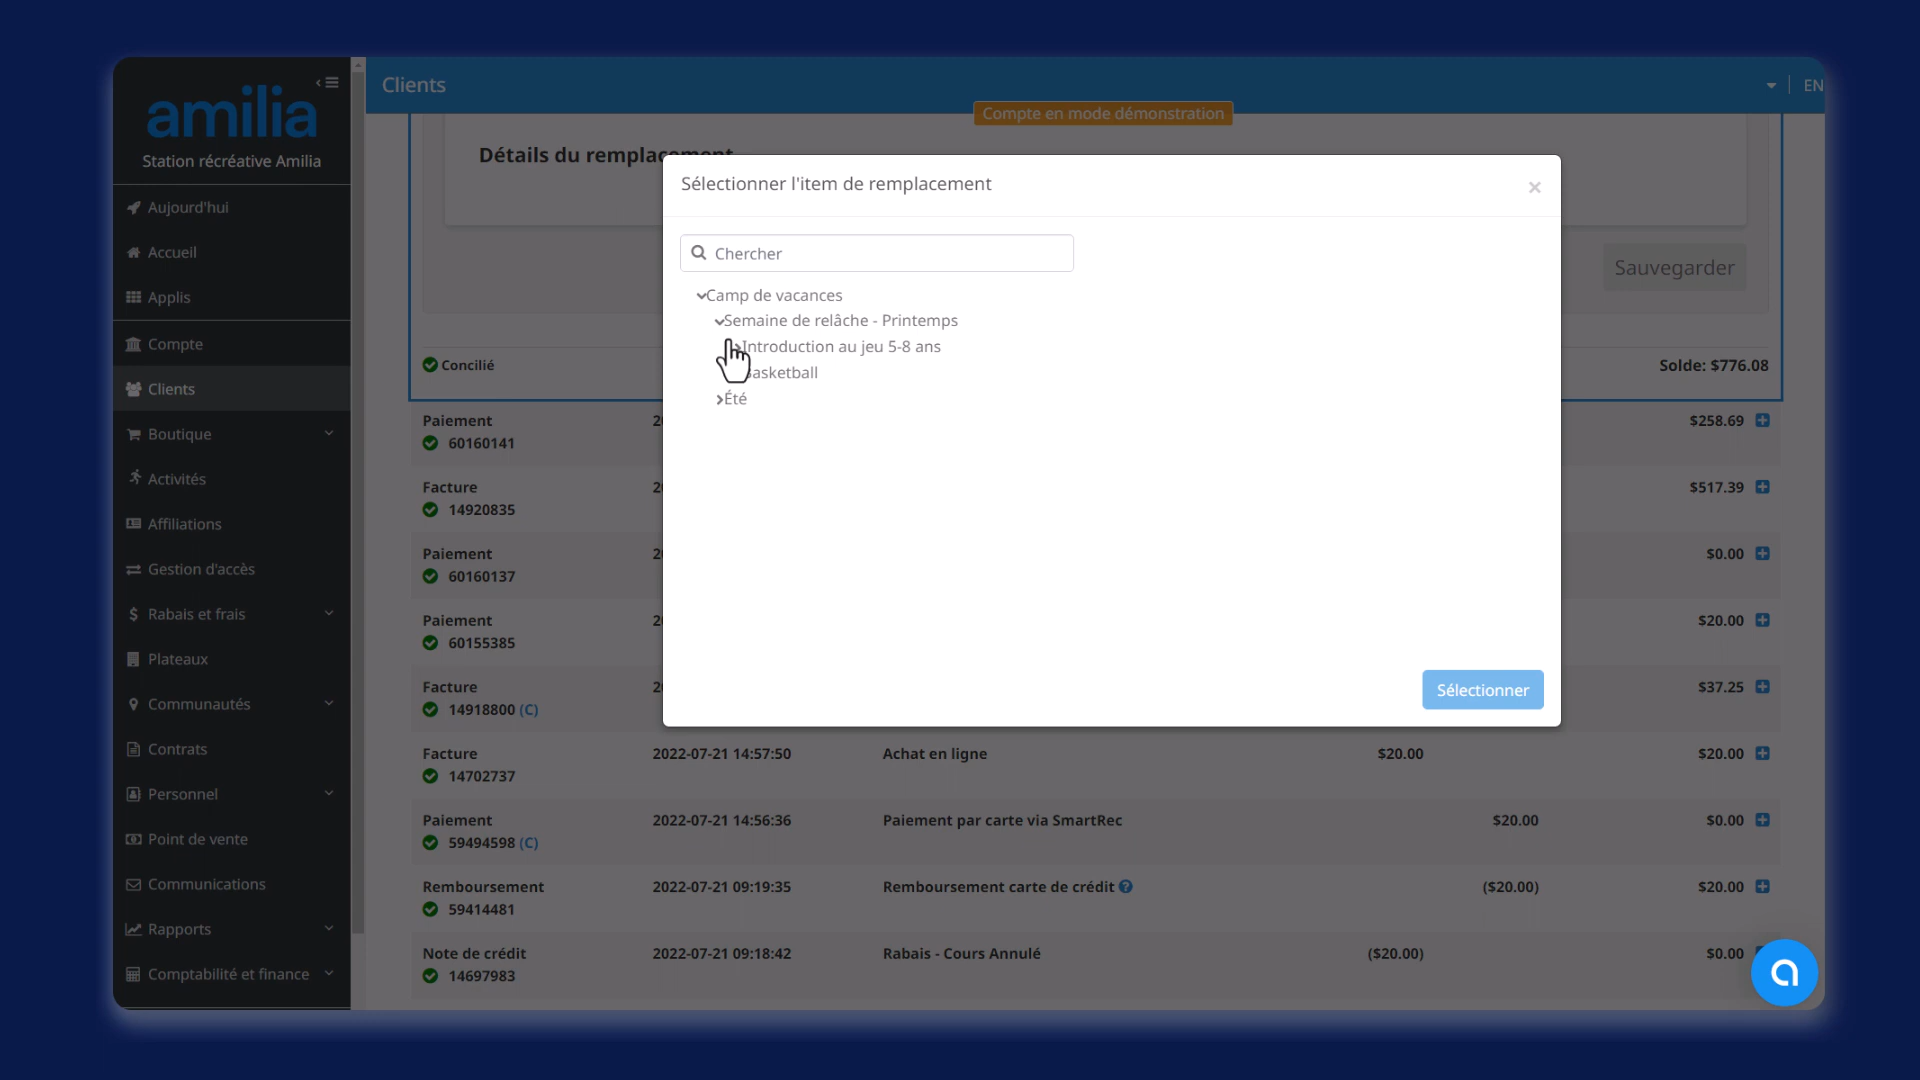 amilia
Station récréative Amilia
Aujourd'hui
Accueil
Applis
Compte
Clients
Boutique
Activités
Affiliations
Gestion d'accès
Rabais et frais
Plateaux
Communautés
Contrats
Personnel
Point de vente
Communications
Rapports
Comptabilité et finance
Clients
EN
Compte en mode démonstration
Détails du remplacement
Sauvegarder
Concilié
Solde: $776.08
Sélectionner l'item de remplacement
×
Chercher
Camp de vacances
Semaine de relâche - Printemps
Introduction au jeu 5-8 ans
Basketball
Été
Sélectionner
Paiement $258.69
60160141
Facture $517.39
14920835
Paiement $0.00
60160137
Paiement $20.00
60155385
Facture $37.25
14918800 (C)
Facture 2022-07-21 14:57:50 Achat en ligne $20.00 $20.00
14702737
Paiement 2022-07-21 14:56:36 Paiement par carte via SmartRec $20.00 $0.00
59494598 (C)
Remboursement 2022-07-21 09:19:35 Remboursement carte de crédit ($20.00) $20.00
59414481
Note de crédit 2022-07-21 09:18:42 Rabais - Cours Annulé ($20.00) $0.00
14697983